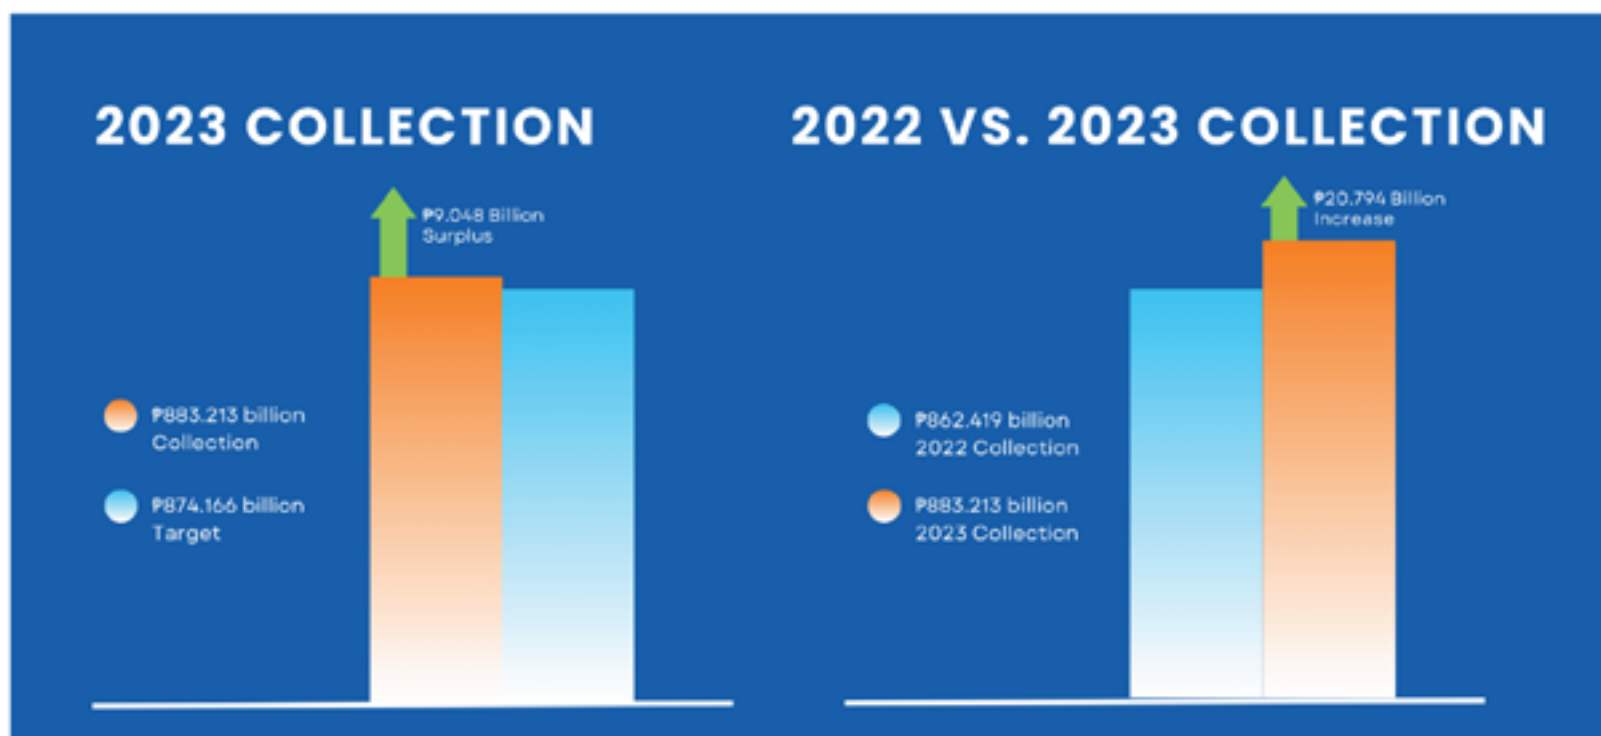 2023 COLLECTION
₱9.048 Billion
Surplus
₱883.213 billion
Collection
₱874.166 billion
Target
2022 VS. 2023 COLLECTION
₱20.794 Billion
Increase
₱862.419 billion
2022 Collection
₱883.213 billion
2023 Collection